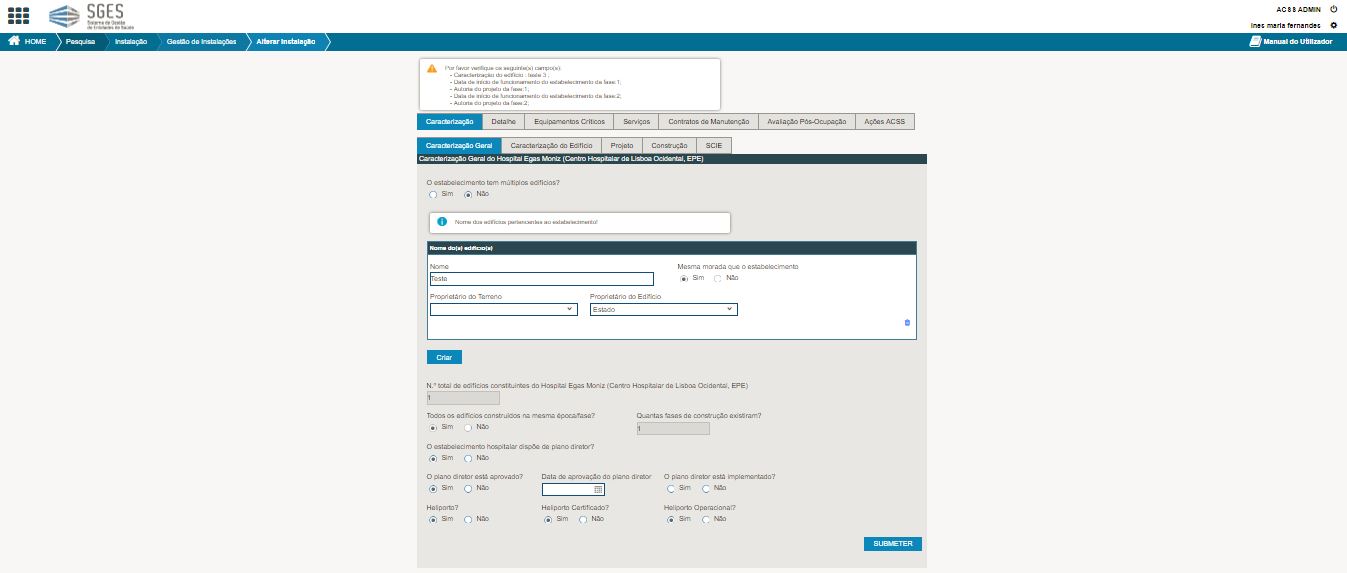 SGES
Sistema de Gestão
de Entidades de Saúde
ACSS ADMIN
Ines maria fernandes
HOME Pesquisa Instalação Gestão de Instalações Alterar Instalação Manual do Utilizador
Por favor verifique os seguinte(s) campo(s):
- Caracterização do edifício : teste 3 ;
- Data de início de funcionamento do estabelecimento da fase:1;
- Autoria do projeto da fase:1;
- Data de início de funcionamento do estabelecimento da fase:2;
- Autoria do projeto da fase:2;
Caracterização Detalhe Equipamentos Críticos Serviços Contratos de Manutenção Avaliação Pós-Ocupação Ações ACSS
Caracterização Geral Caracterização do Edifício Projeto Construção SCIE
Caracterização Geral do Hospital Egas Moniz (Centro Hospitalar de Lisboa Ocidental, EPE)
O estabelecimento tem múltiplos edifícios?
Sim Não
Nome dos edifícios pertencentes ao estabelecimento!
Nome do(s) edifício(s)
Nome Mesma morada que o estabelecimento
Teste Sim Não
Proprietário do Terreno Proprietário do Edifício
Estado
Criar
N.º total de edifícios constituintes do Hospital Egas Moniz (Centro Hospitalar de Lisboa Ocidental, EPE)
1
Todos os edifícios construídos na mesma época/fase? Quantas fases de construção existiram?
Sim Não 1
O estabelecimento hospitalar dispõe de plano diretor?
Sim Não
O plano diretor está aprovado? Data de aprovação do plano diretor O plano diretor está implementado?
Sim Não Sim Não
Heliporto? Heliporto Certificado? Heliporto Operacional?
Sim Não Sim Não Sim Não
SUBMETER